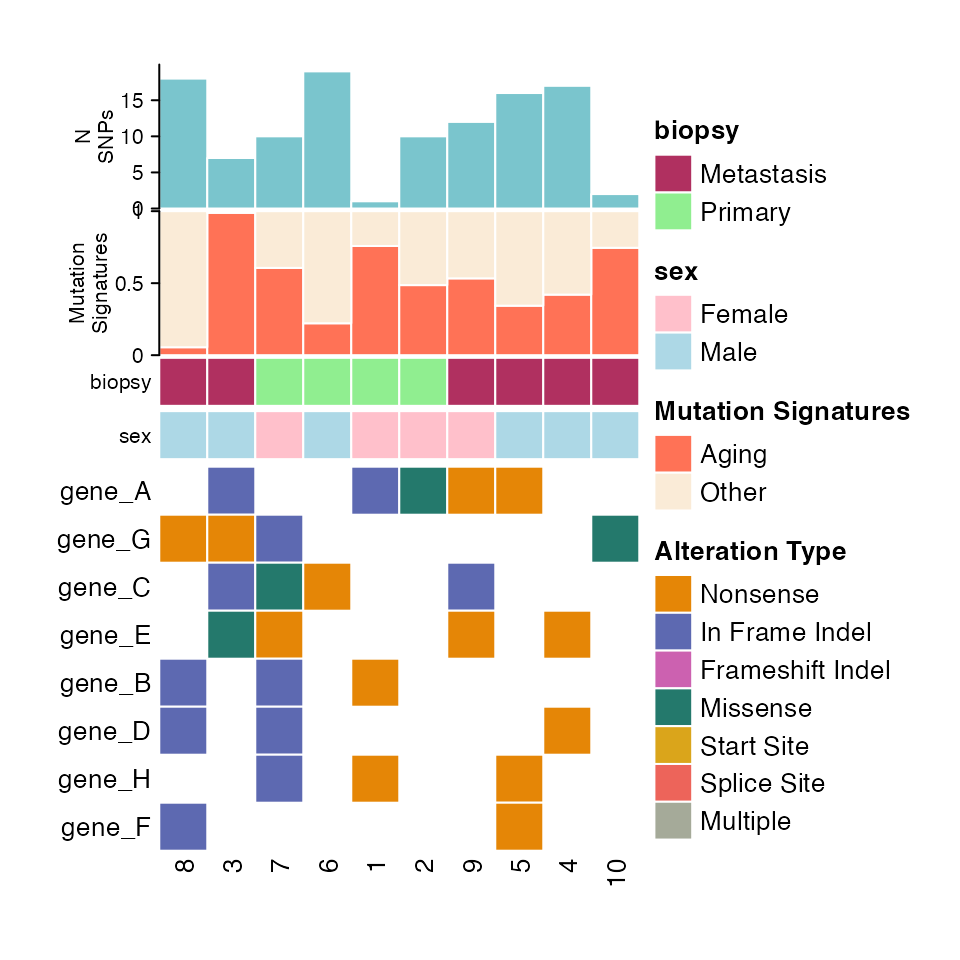 N
SNPs
15
10
5
0
Mutation
Signatures
1
0.5
0
biopsy
sex
gene_A
gene_G
gene_C
gene_E
gene_B
gene_D
gene_H
gene_F
8 3 7 6 1 2 9 5 4 10
biopsy
Metastasis
Primary
sex
Female
Male
Mutation Signatures
Aging
Other
Alteration Type
Nonsense
In Frame Indel
Frameshift Indel
Missense
Start Site
Splice Site
Multiple